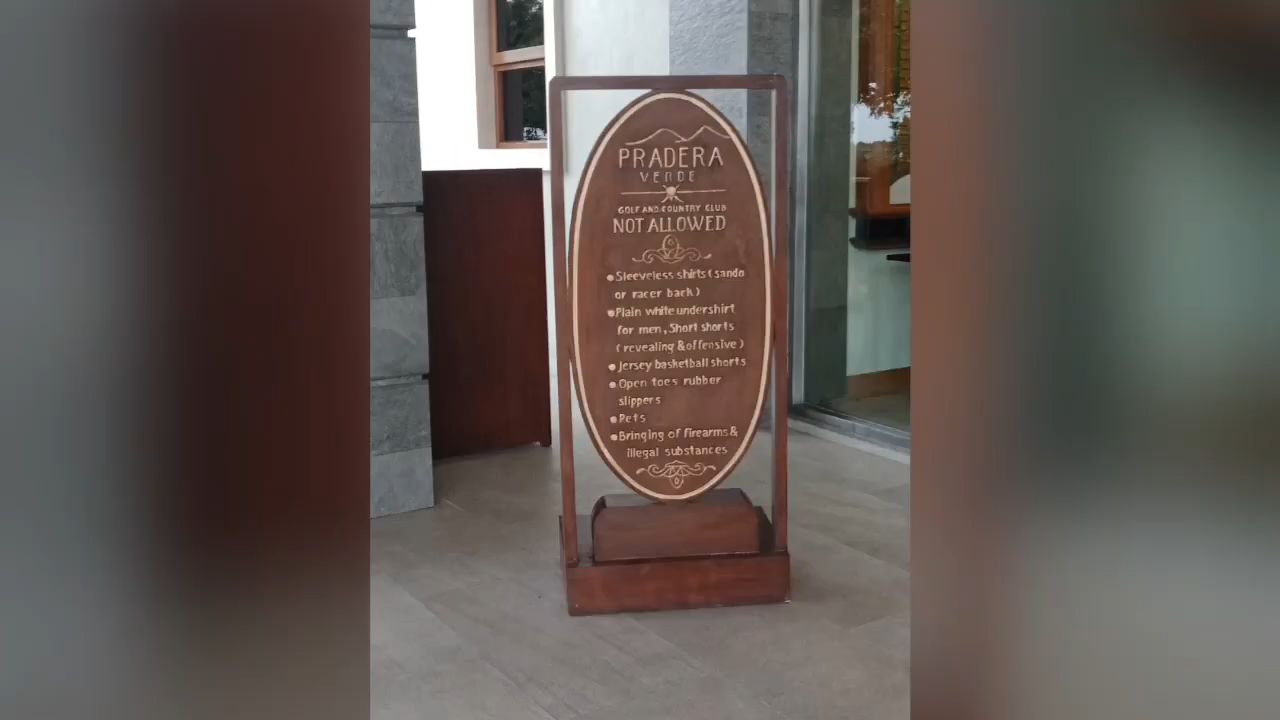 PRADERA
VERDE
GOLF AND COUNTRY CLUB
NOT ALLOWED
• Sleeveless shirts (sando
or racer back)
• Plain white undershirt
for men, Short shorts
(revealing & offensive)
• Jersey basketball shorts
• Open toes rubber
slippers
• Pets
• Bringing of firearms &
illegal substances